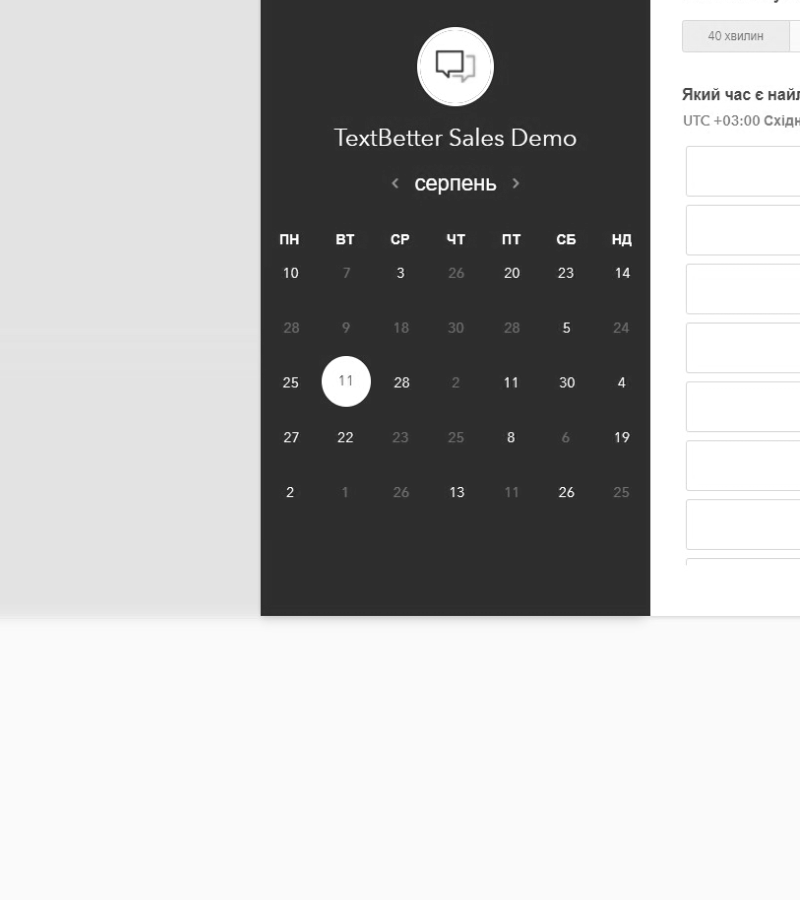 40 хвилин
Який час є
UTC +03:00
TextBetter Sales Demo
‹ серпень ›
ПН ВТ СР ЧТ ПТ СБ НД
10 7 3 26 20 23 14
28 9 18 30 28 5 24
25 11 28 2 11 30 4
27 22 23 25 8 6 19
2 1 26 13 11 26 25